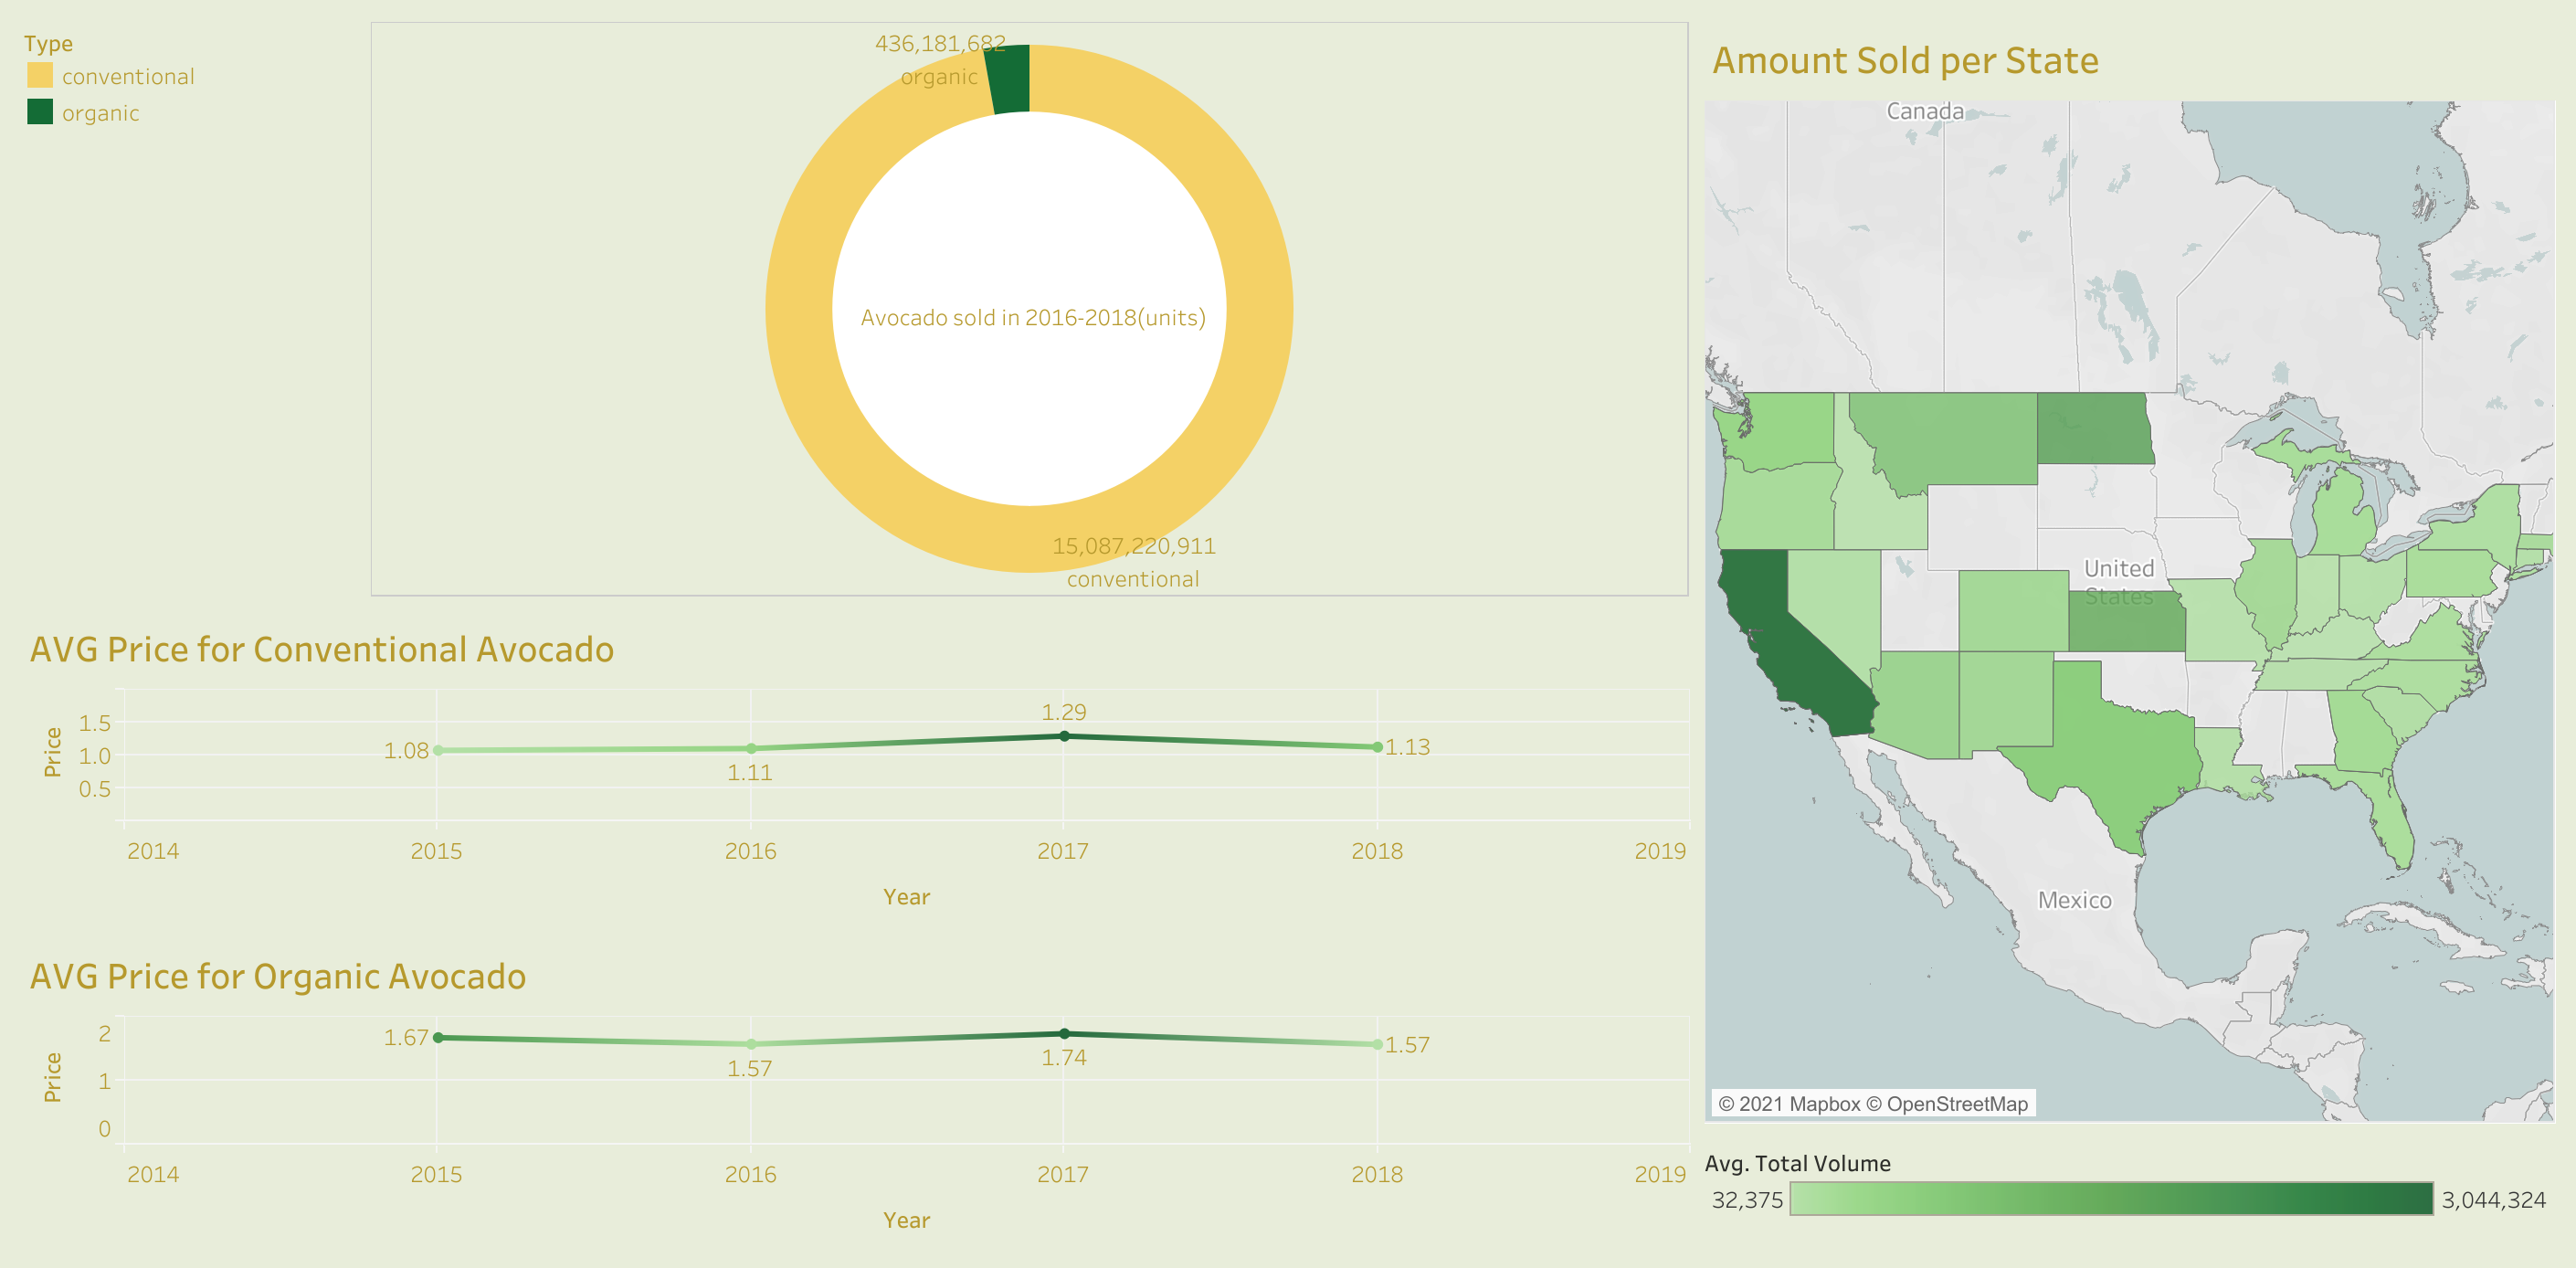 Type
conventional
organic
436,181,682
organic
Avocado sold in 2016-2018(units)
15,087,220,911
conventional
AVG Price for Conventional Avocado
Price
1.5
1.0
0.5
1.08
1.11
1.29
1.13
2014 2015 2016 2017 2018 2019
Year
AVG Price for Organic Avocado
Price
2
1
0
1.67
1.57
1.74
1.57
2014 2015 2016 2017 2018 2019
Year
Amount Sold per State
Canada
United
States
Mexico
© 2021 Mapbox © OpenStreetMap
Avg. Total Volume
32,375 3,044,324